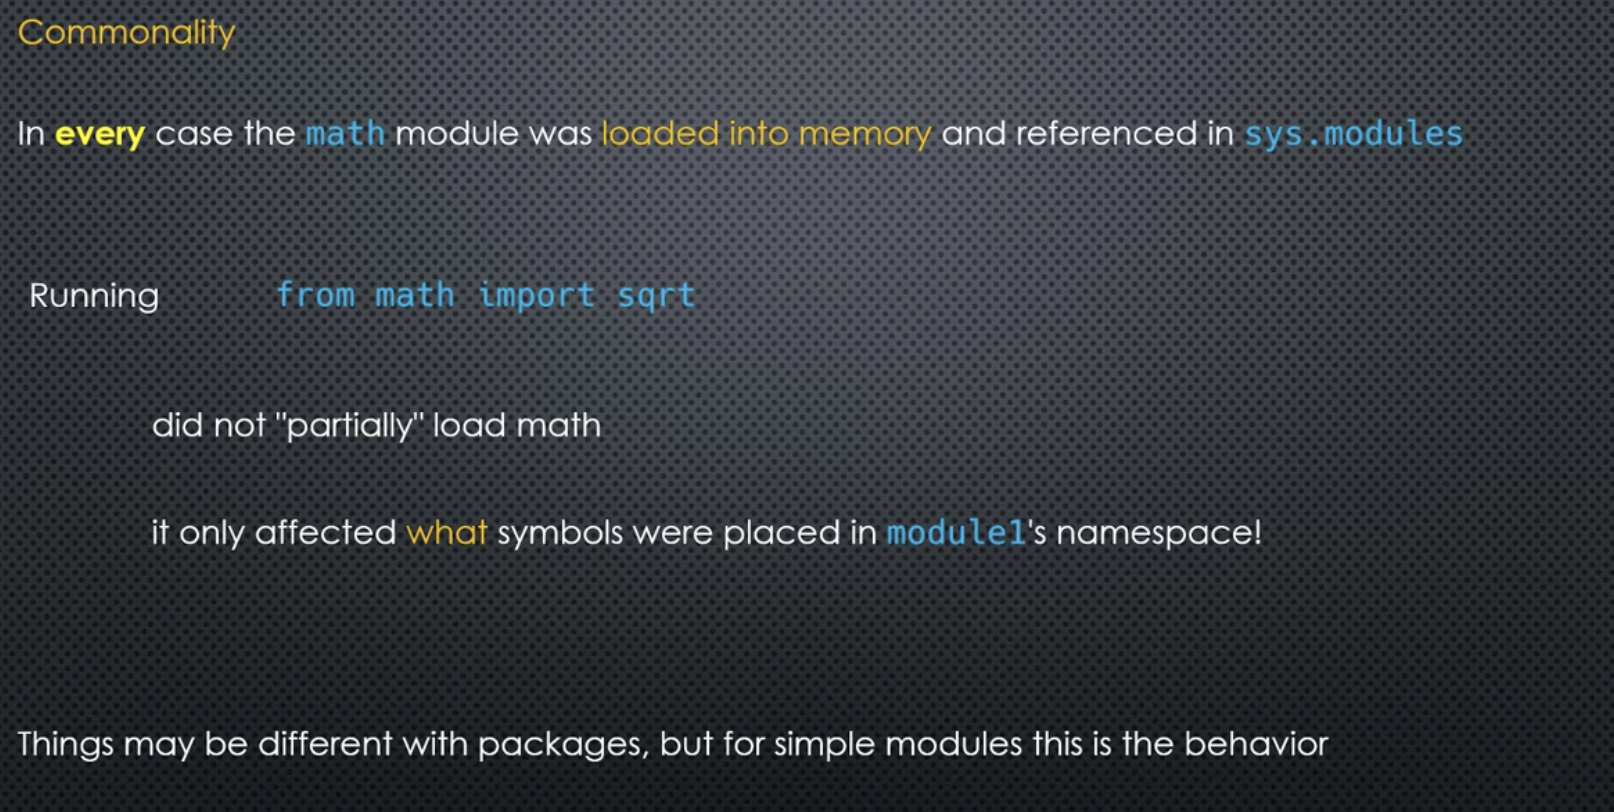 Commonality
In every case the math module was loaded into memory and referenced in sys.modules
Running from math import sqrt
did not "partially" load math
it only affected what symbols were placed in module1's namespace!
Things may be different with packages, but for simple modules this is the behavior